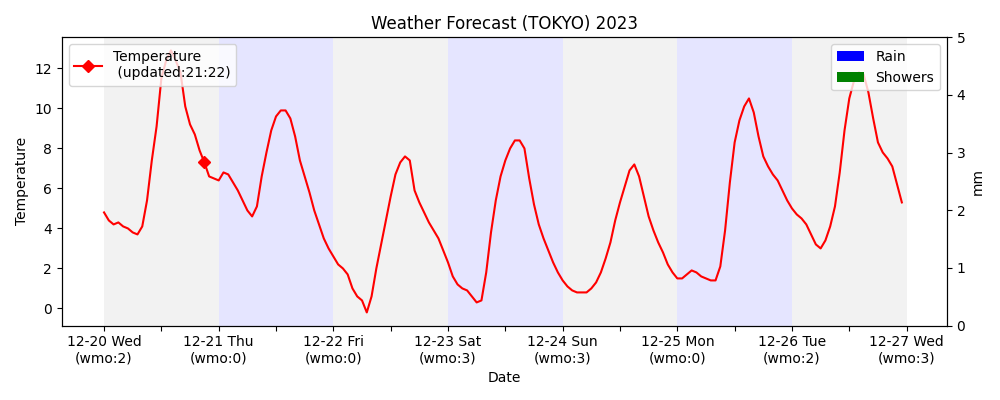 Weather Forecast (TOKYO) 2023
Temperature
(updated:21:22)
Rain
Showers
Temperature
12
10
8
6
4
2
0
5
4
3
2
1
0
mm
12-20 Wed
(wmo:2)
12-21 Thu
(wmo:0)
12-22 Fri
(wmo:0)
12-23 Sat
(wmo:3)
12-24 Sun
(wmo:3)
12-25 Mon
(wmo:0)
12-26 Tue
(wmo:2)
12-27 Wed
(wmo:3)
Date